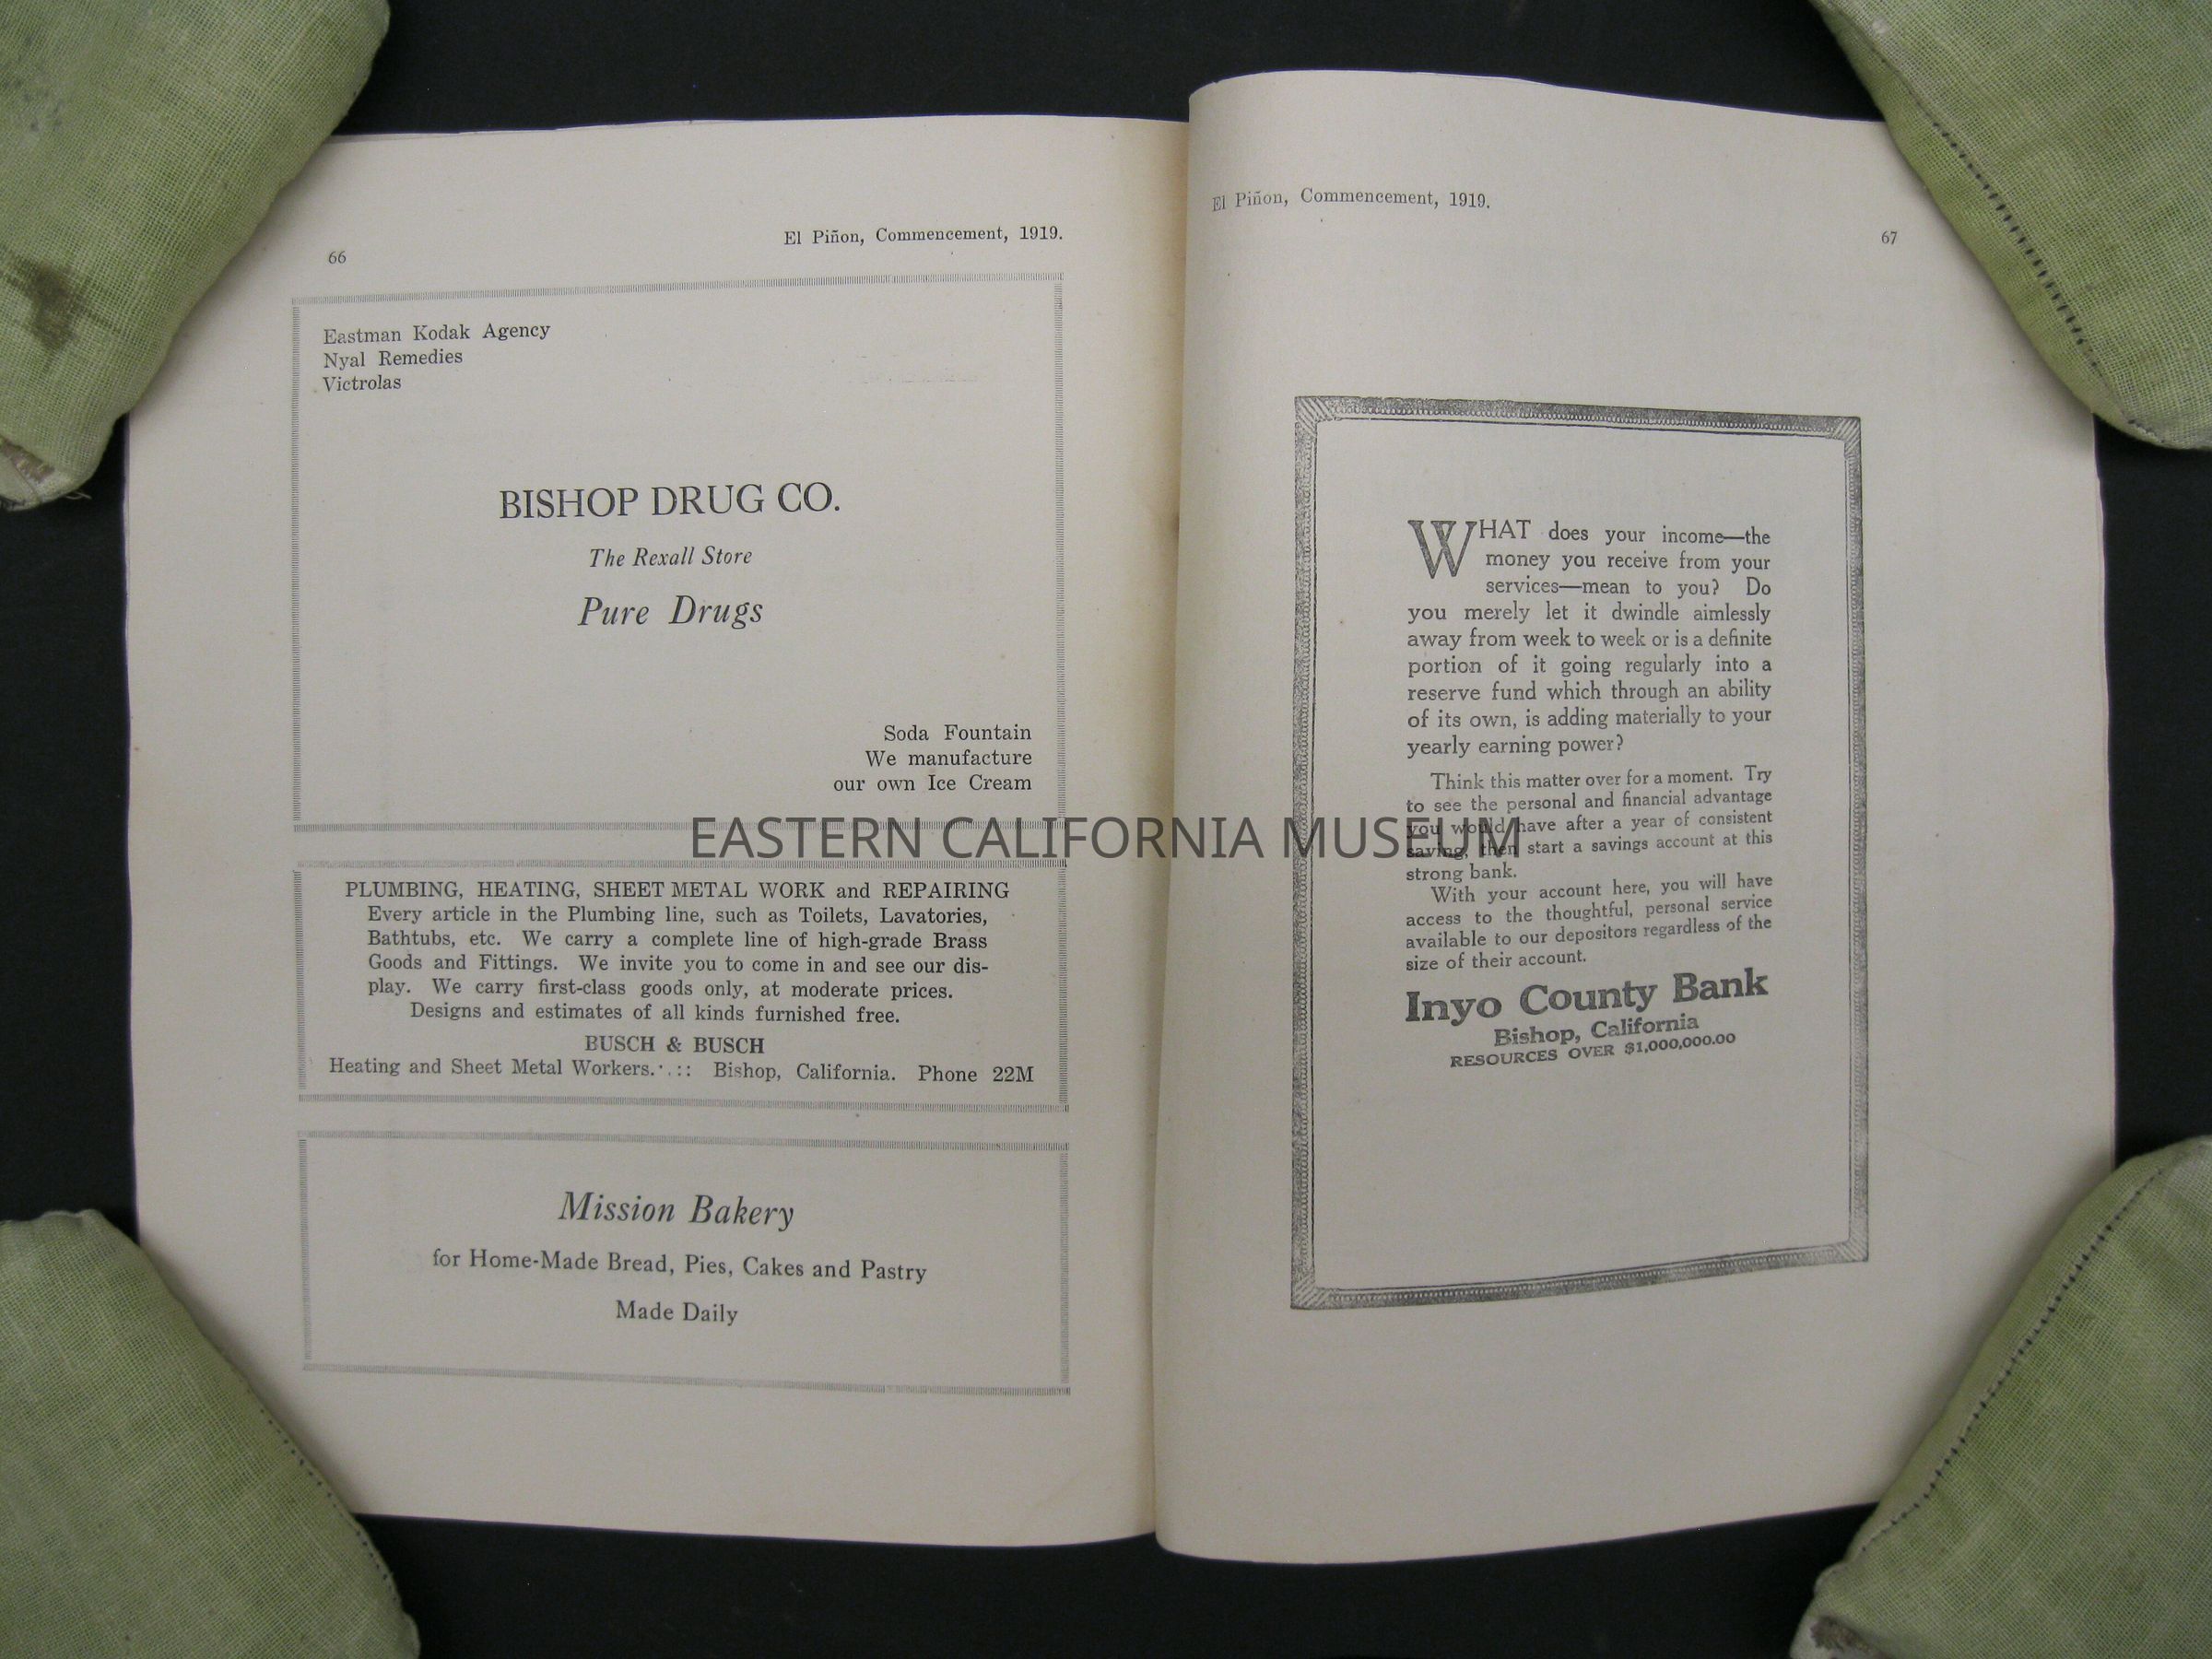 66
El Piñon, Commencement, 1919.
Eastman Kodak Agency
Nyal Remedies
Victrolas
BISHOP DRUG CO.
The Rexall Store
Pure Drugs
Soda Fountain
We manufacture
our own Ice Cream
PLUMBING, HEATING, SHEET METAL WORK and REPAIRING
Every article in the Plumbing line, such as Toilets, Lavatories,
Bathtubs, etc. We carry a complete line of high-grade Brass
Goods and Fittings. We invite you to come in and see our dis-
play. We carry first-class goods only, at moderate prices.
Designs and estimates of all kinds furnished free.
BUSCH & BUSCH
Heating and Sheet Metal Workers. :: Bishop, California. Phone 22M
Mission Bakery
for Home-Made Bread, Pies, Cakes and Pastry
Made Daily
El Piñon, Commencement, 1919.
67
WHAT does your income—the
money you receive from your
services—mean to you? Do
you merely let it dwindle aimlessly
away from week to week or is a definite
portion of it going regularly into a
reserve fund which through an ability
of its own, is adding materially to your
yearly earning power?
Think this matter over for a moment. Try
to see the personal and financial advantage
you would have after a year of consistent
saving, then start a savings account at this
strong bank.
With your account here, you will have
access to the thoughtful, personal service
available to our depositors regardless of the
size of their account.
Inyo County Bank
Bishop, California
RESOURCES OVER $1,000,000.00
EASTERN CALIFORNIA MUSEUM